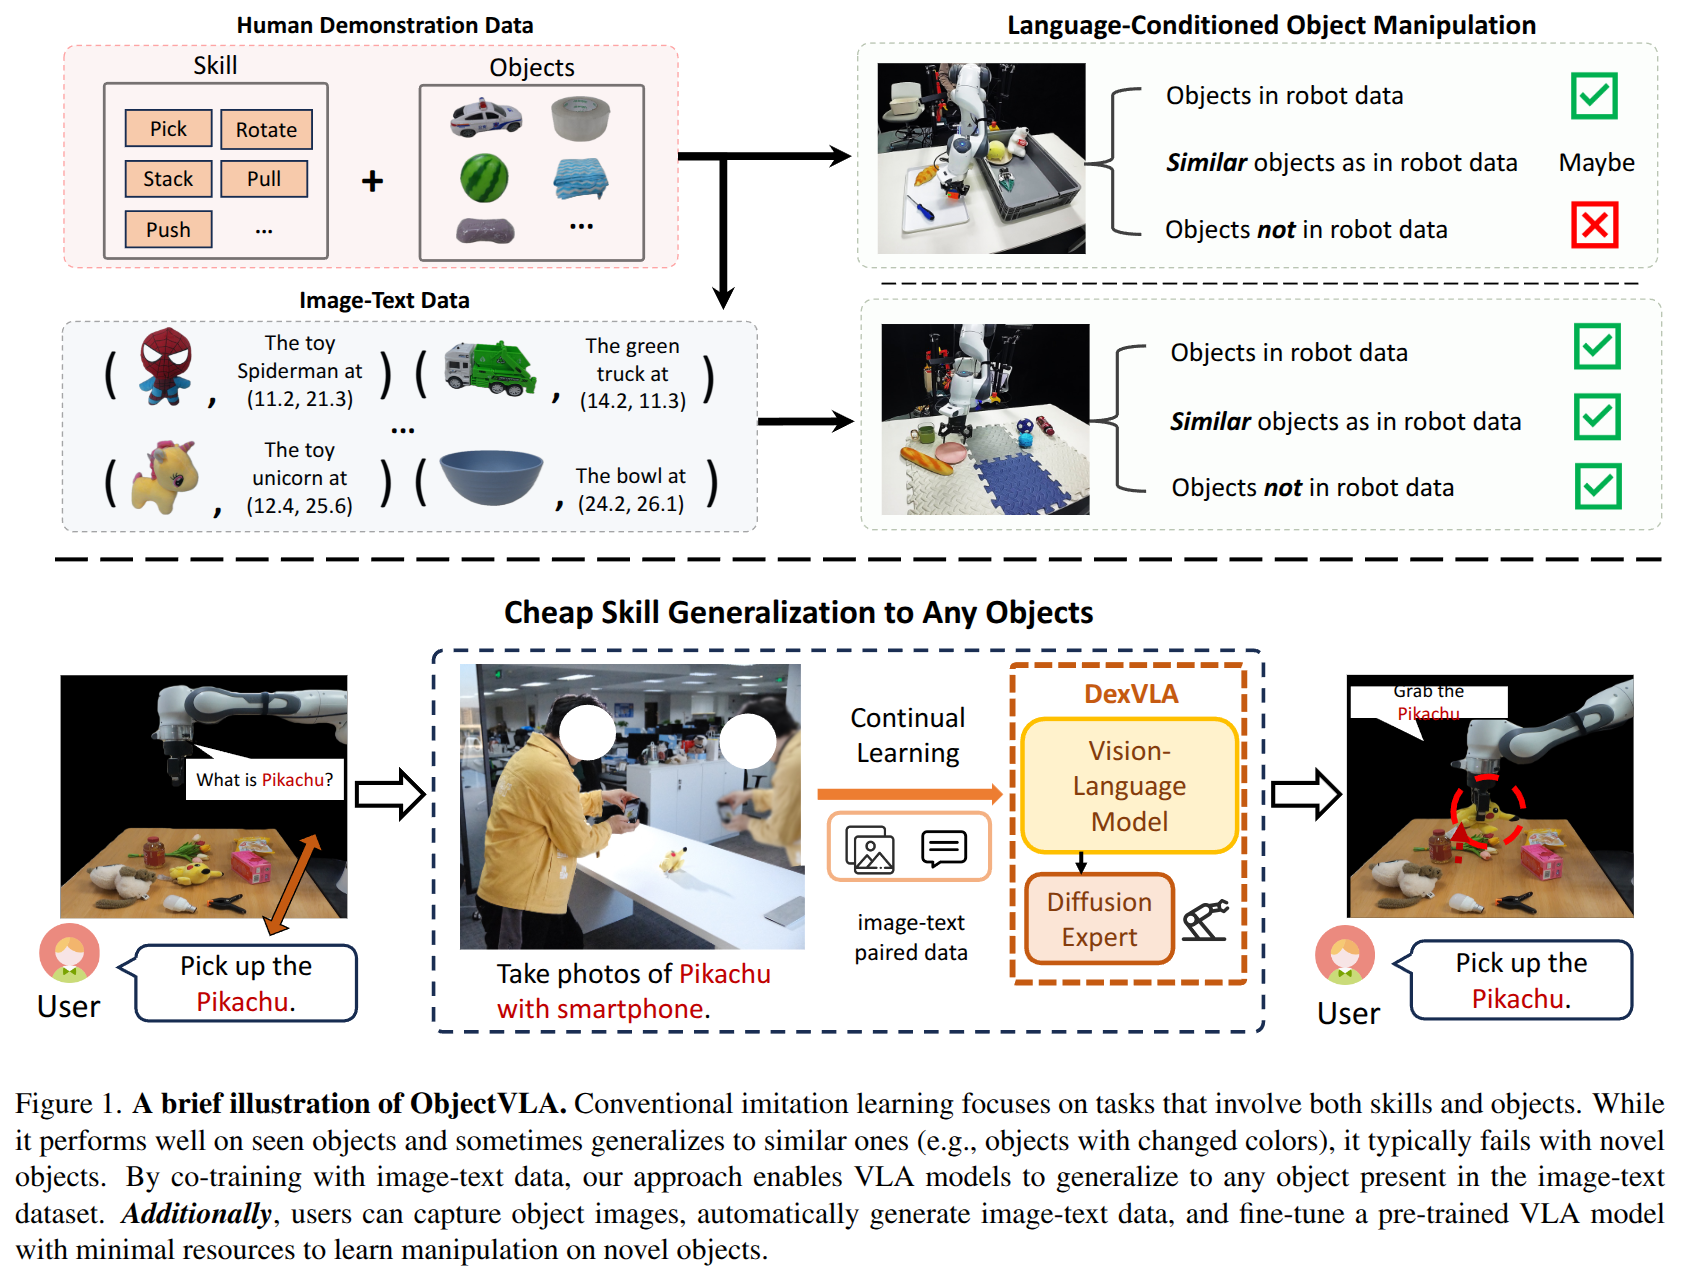 Human Demonstration Data
Skill
Objects
Pick
Rotate
Stack
Pull
Push
...
+
...
Image-Text Data
( , The toy
Spiderman at
(11.2, 21.3) )
( , The green
truck at
(14.2, 11.3) )
...
( , The toy
unicorn at
(12.4, 25.6) )
( , The bowl at
(24.2, 26.1) )
Language-Conditioned Object Manipulation
Objects in robot data
Similar objects as in robot data Maybe
Objects not in robot data
Objects in robot data
Similar objects as in robot data
Objects not in robot data
Cheap Skill Generalization to Any Objects
What is Pikachu?
User
Pick up the
Pikachu.
Take photos of Pikachu
with smartphone.
Continual
Learning
image-text
paired data
DexVLA
Vision-
Language
Model
Diffusion
Expert
Grab the
Pikachu
User
Pick up the
Pikachu.
Figure 1. A brief illustration of ObjectVLA. Conventional imitation learning focuses on tasks that involve both skills and objects. While
it performs well on seen objects and sometimes generalizes to similar ones (e.g., objects with changed colors), it typically fails with novel
objects. By co-training with image-text data, our approach enables VLA models to generalize to any object present in the image-text
dataset. Additionally, users can capture object images, automatically generate image-text data, and fine-tune a pre-trained VLA model
with minimal resources to learn manipulation on novel objects.